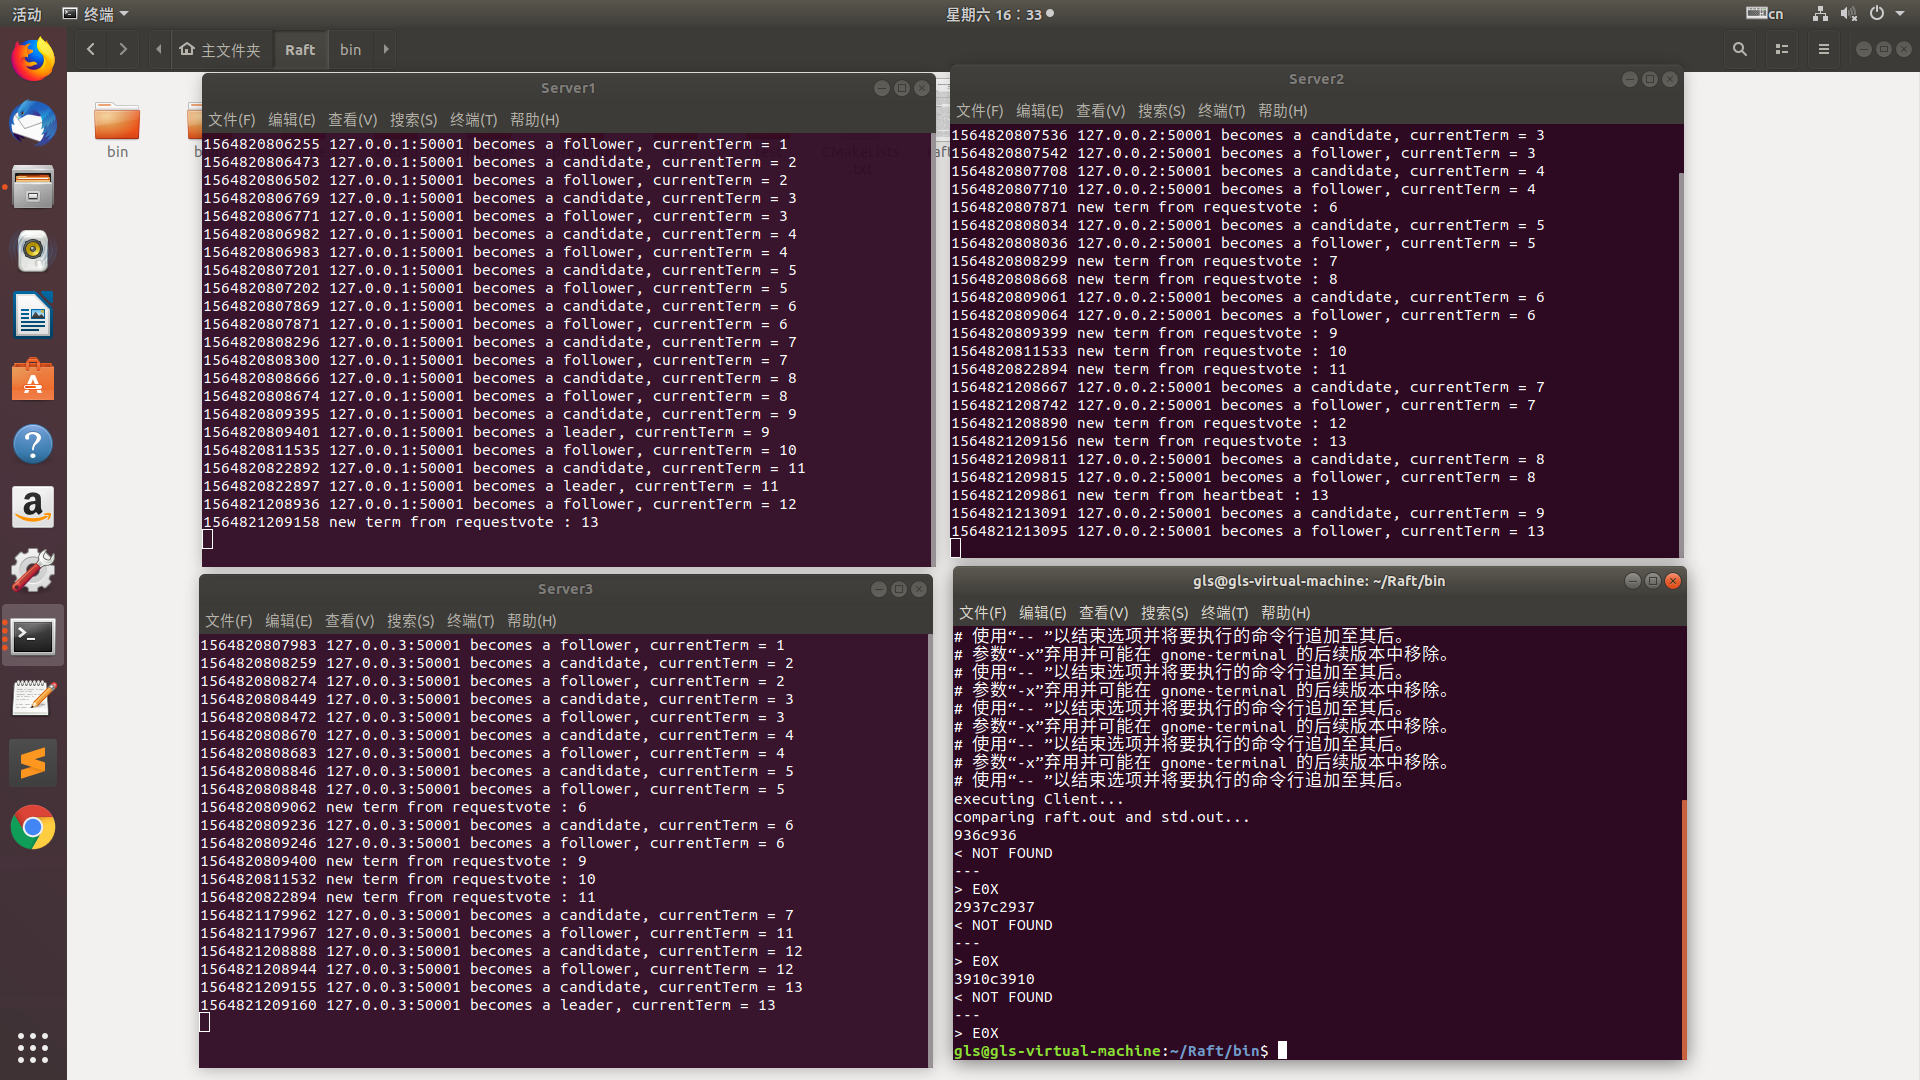 活动
终端
星期六 16：33
cn
主文件夹
Raft
bin
bin
Server1
文件(F) 编辑(E) 查看(V) 搜索(S) 终端(T) 帮助(H)
1564820806255 127.0.0.1:50001 becomes a follower, currentTerm = 1
1564820806473 127.0.0.1:50001 becomes a candidate, currentTerm = 2
1564820806502 127.0.0.1:50001 becomes a follower, currentTerm = 2
1564820806769 127.0.0.1:50001 becomes a candidate, currentTerm = 3
1564820806771 127.0.0.1:50001 becomes a follower, currentTerm = 3
1564820806982 127.0.0.1:50001 becomes a candidate, currentTerm = 4
1564820806983 127.0.0.1:50001 becomes a follower, currentTerm = 4
1564820807201 127.0.0.1:50001 becomes a candidate, currentTerm = 5
1564820807202 127.0.0.1:50001 becomes a follower, currentTerm = 5
1564820807869 127.0.0.1:50001 becomes a candidate, currentTerm = 6
1564820807871 127.0.0.1:50001 becomes a follower, currentTerm = 6
1564820808296 127.0.0.1:50001 becomes a candidate, currentTerm = 7
1564820808300 127.0.0.1:50001 becomes a follower, currentTerm = 7
1564820808666 127.0.0.1:50001 becomes a candidate, currentTerm = 8
1564820808674 127.0.0.1:50001 becomes a follower, currentTerm = 8
1564820809395 127.0.0.1:50001 becomes a candidate, currentTerm = 9
1564820809401 127.0.0.1:50001 becomes a leader, currentTerm = 9
1564820811535 127.0.0.1:50001 becomes a follower, currentTerm = 10
1564820822892 127.0.0.1:50001 becomes a candidate, currentTerm = 11
1564820822897 127.0.0.1:50001 becomes a leader, currentTerm = 11
1564821208936 127.0.0.1:50001 becomes a follower, currentTerm = 12
1564821209158 new term from requestvote : 13
Server2
文件(F) 编辑(E) 查看(V) 搜索(S) 终端(T) 帮助(H)
1564820807536 127.0.0.2:50001 becomes a candidate, currentTerm = 3
1564820807542 127.0.0.2:50001 becomes a follower, currentTerm = 3
1564820807708 127.0.0.2:50001 becomes a candidate, currentTerm = 4
1564820807710 127.0.0.2:50001 becomes a follower, currentTerm = 4
1564820807871 new term from requestvote : 6
1564820808034 127.0.0.2:50001 becomes a candidate, currentTerm = 5
1564820808036 127.0.0.2:50001 becomes a follower, currentTerm = 5
1564820808299 new term from requestvote : 7
1564820808668 new term from requestvote : 8
1564820809061 127.0.0.2:50001 becomes a candidate, currentTerm = 6
1564820809064 127.0.0.2:50001 becomes a follower, currentTerm = 6
1564820809399 new term from requestvote : 9
1564820811533 new term from requestvote : 10
1564820822894 new term from requestvote : 11
1564821208667 127.0.0.2:50001 becomes a candidate, currentTerm = 7
1564821208742 127.0.0.2:50001 becomes a follower, currentTerm = 7
1564821208890 new term from requestvote : 12
1564821209156 new term from requestvote : 13
1564821209811 127.0.0.2:50001 becomes a candidate, currentTerm = 8
1564821209815 127.0.0.2:50001 becomes a follower, currentTerm = 8
1564821209861 new term from heartbeat : 13
1564821213091 127.0.0.2:50001 becomes a candidate, currentTerm = 9
1564821213095 127.0.0.2:50001 becomes a follower, currentTerm = 13
Server3
文件(F) 编辑(E) 查看(V) 搜索(S) 终端(T) 帮助(H)
1564820807983 127.0.0.3:50001 becomes a follower, currentTerm = 1
1564820808259 127.0.0.3:50001 becomes a candidate, currentTerm = 2
1564820808274 127.0.0.3:50001 becomes a follower, currentTerm = 2
1564820808449 127.0.0.3:50001 becomes a candidate, currentTerm = 3
1564820808472 127.0.0.3:50001 becomes a follower, currentTerm = 3
1564820808670 127.0.0.3:50001 becomes a candidate, currentTerm = 4
1564820808683 127.0.0.3:50001 becomes a follower, currentTerm = 4
1564820808846 127.0.0.3:50001 becomes a candidate, currentTerm = 5
1564820808848 127.0.0.3:50001 becomes a follower, currentTerm = 5
1564820809062 new term from requestvote : 6
1564820809236 127.0.0.3:50001 becomes a candidate, currentTerm = 6
1564820809246 127.0.0.3:50001 becomes a follower, currentTerm = 6
1564820809400 new term from requestvote : 9
1564820811532 new term from requestvote : 10
1564820822894 new term from requestvote : 11
1564821179962 127.0.0.3:50001 becomes a candidate, currentTerm = 7
1564821179967 127.0.0.3:50001 becomes a follower, currentTerm = 11
1564821208888 127.0.0.3:50001 becomes a candidate, currentTerm = 12
1564821208944 127.0.0.3:50001 becomes a follower, currentTerm = 12
1564821209155 127.0.0.3:50001 becomes a candidate, currentTerm = 13
1564821209160 127.0.0.3:50001 becomes a leader, currentTerm = 13
gls@gls-virtual-machine: ~/Raft/bin
文件(F) 编辑(E) 查看(V) 搜索(S) 终端(T) 帮助(H)
# 使用“-- ”以结束选项并将要执行的命令行追加至其后。
# 参数“-x”弃用并可能在 gnome-terminal 的后续版本中移除。
# 使用“-- ”以结束选项并将要执行的命令行追加至其后。
# 参数“-x”弃用并可能在 gnome-terminal 的后续版本中移除。
# 使用“-- ”以结束选项并将要执行的命令行追加至其后。
# 参数“-x”弃用并可能在 gnome-terminal 的后续版本中移除。
# 使用“-- ”以结束选项并将要执行的命令行追加至其后。
# 参数“-x”弃用并可能在 gnome-terminal 的后续版本中移除。
# 使用“-- ”以结束选项并将要执行的命令行追加至其后。
executing Client...
comparing raft.out and std.out...
936c936
< NOT FOUND
---
> E0X
2937c2937
< NOT FOUND
---
> E0X
3910c3910
< NOT FOUND
---
> E0X
gls@gls-virtual-machine:~/Raft/bin$